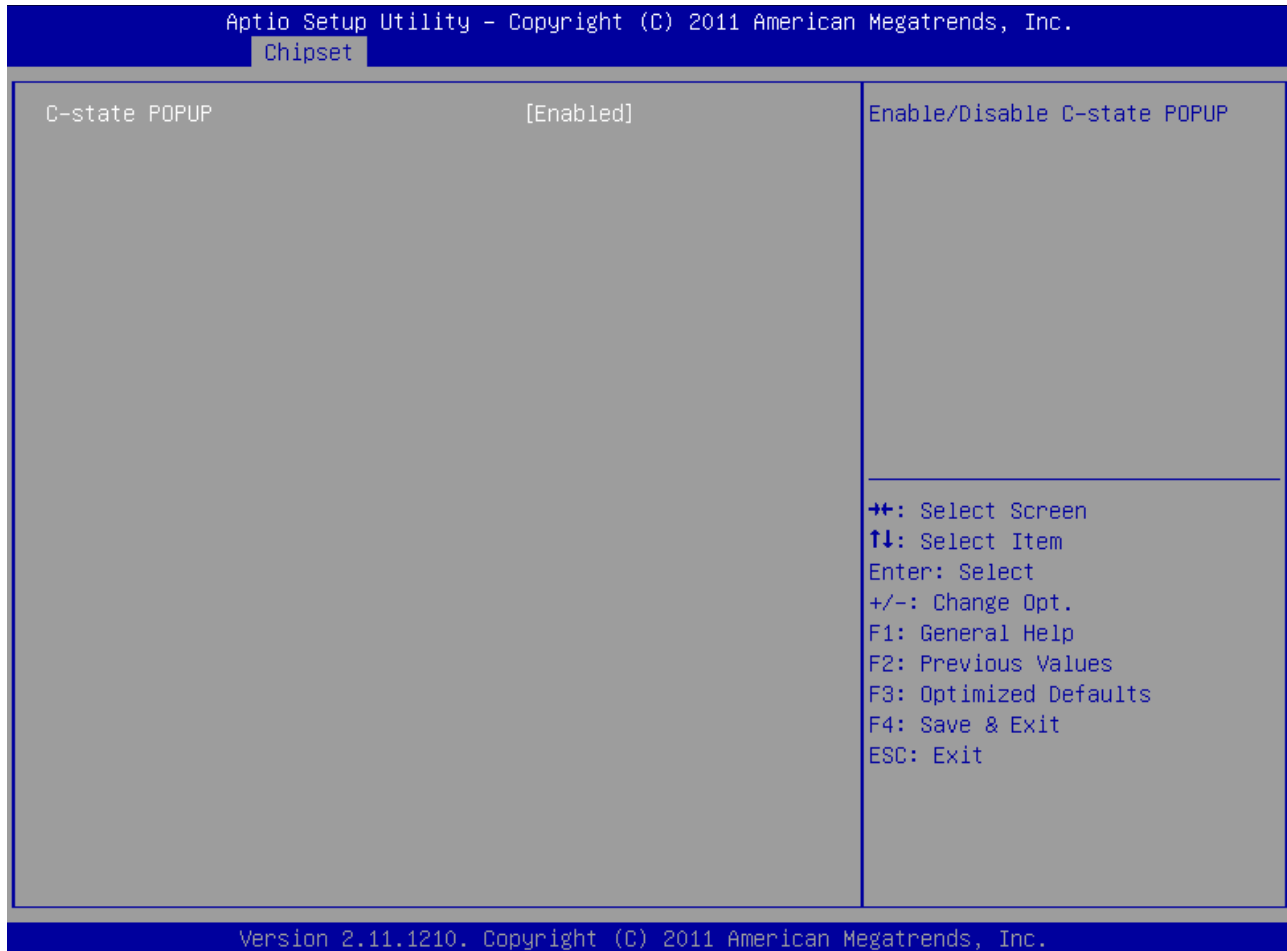 Aptio Setup Utility – Copyright (C) 2011 American Megatrends, Inc.
Chipset
C-state POPUP [Enabled]
Enable/Disable C-state POPUP
→←: Select Screen
↑↓: Select Item
Enter: Select
+/-: Change Opt.
F1: General Help
F2: Previous Values
F3: Optimized Defaults
F4: Save & Exit
ESC: Exit
Version 2.11.1210. Copyright (C) 2011 American Megatrends, Inc.